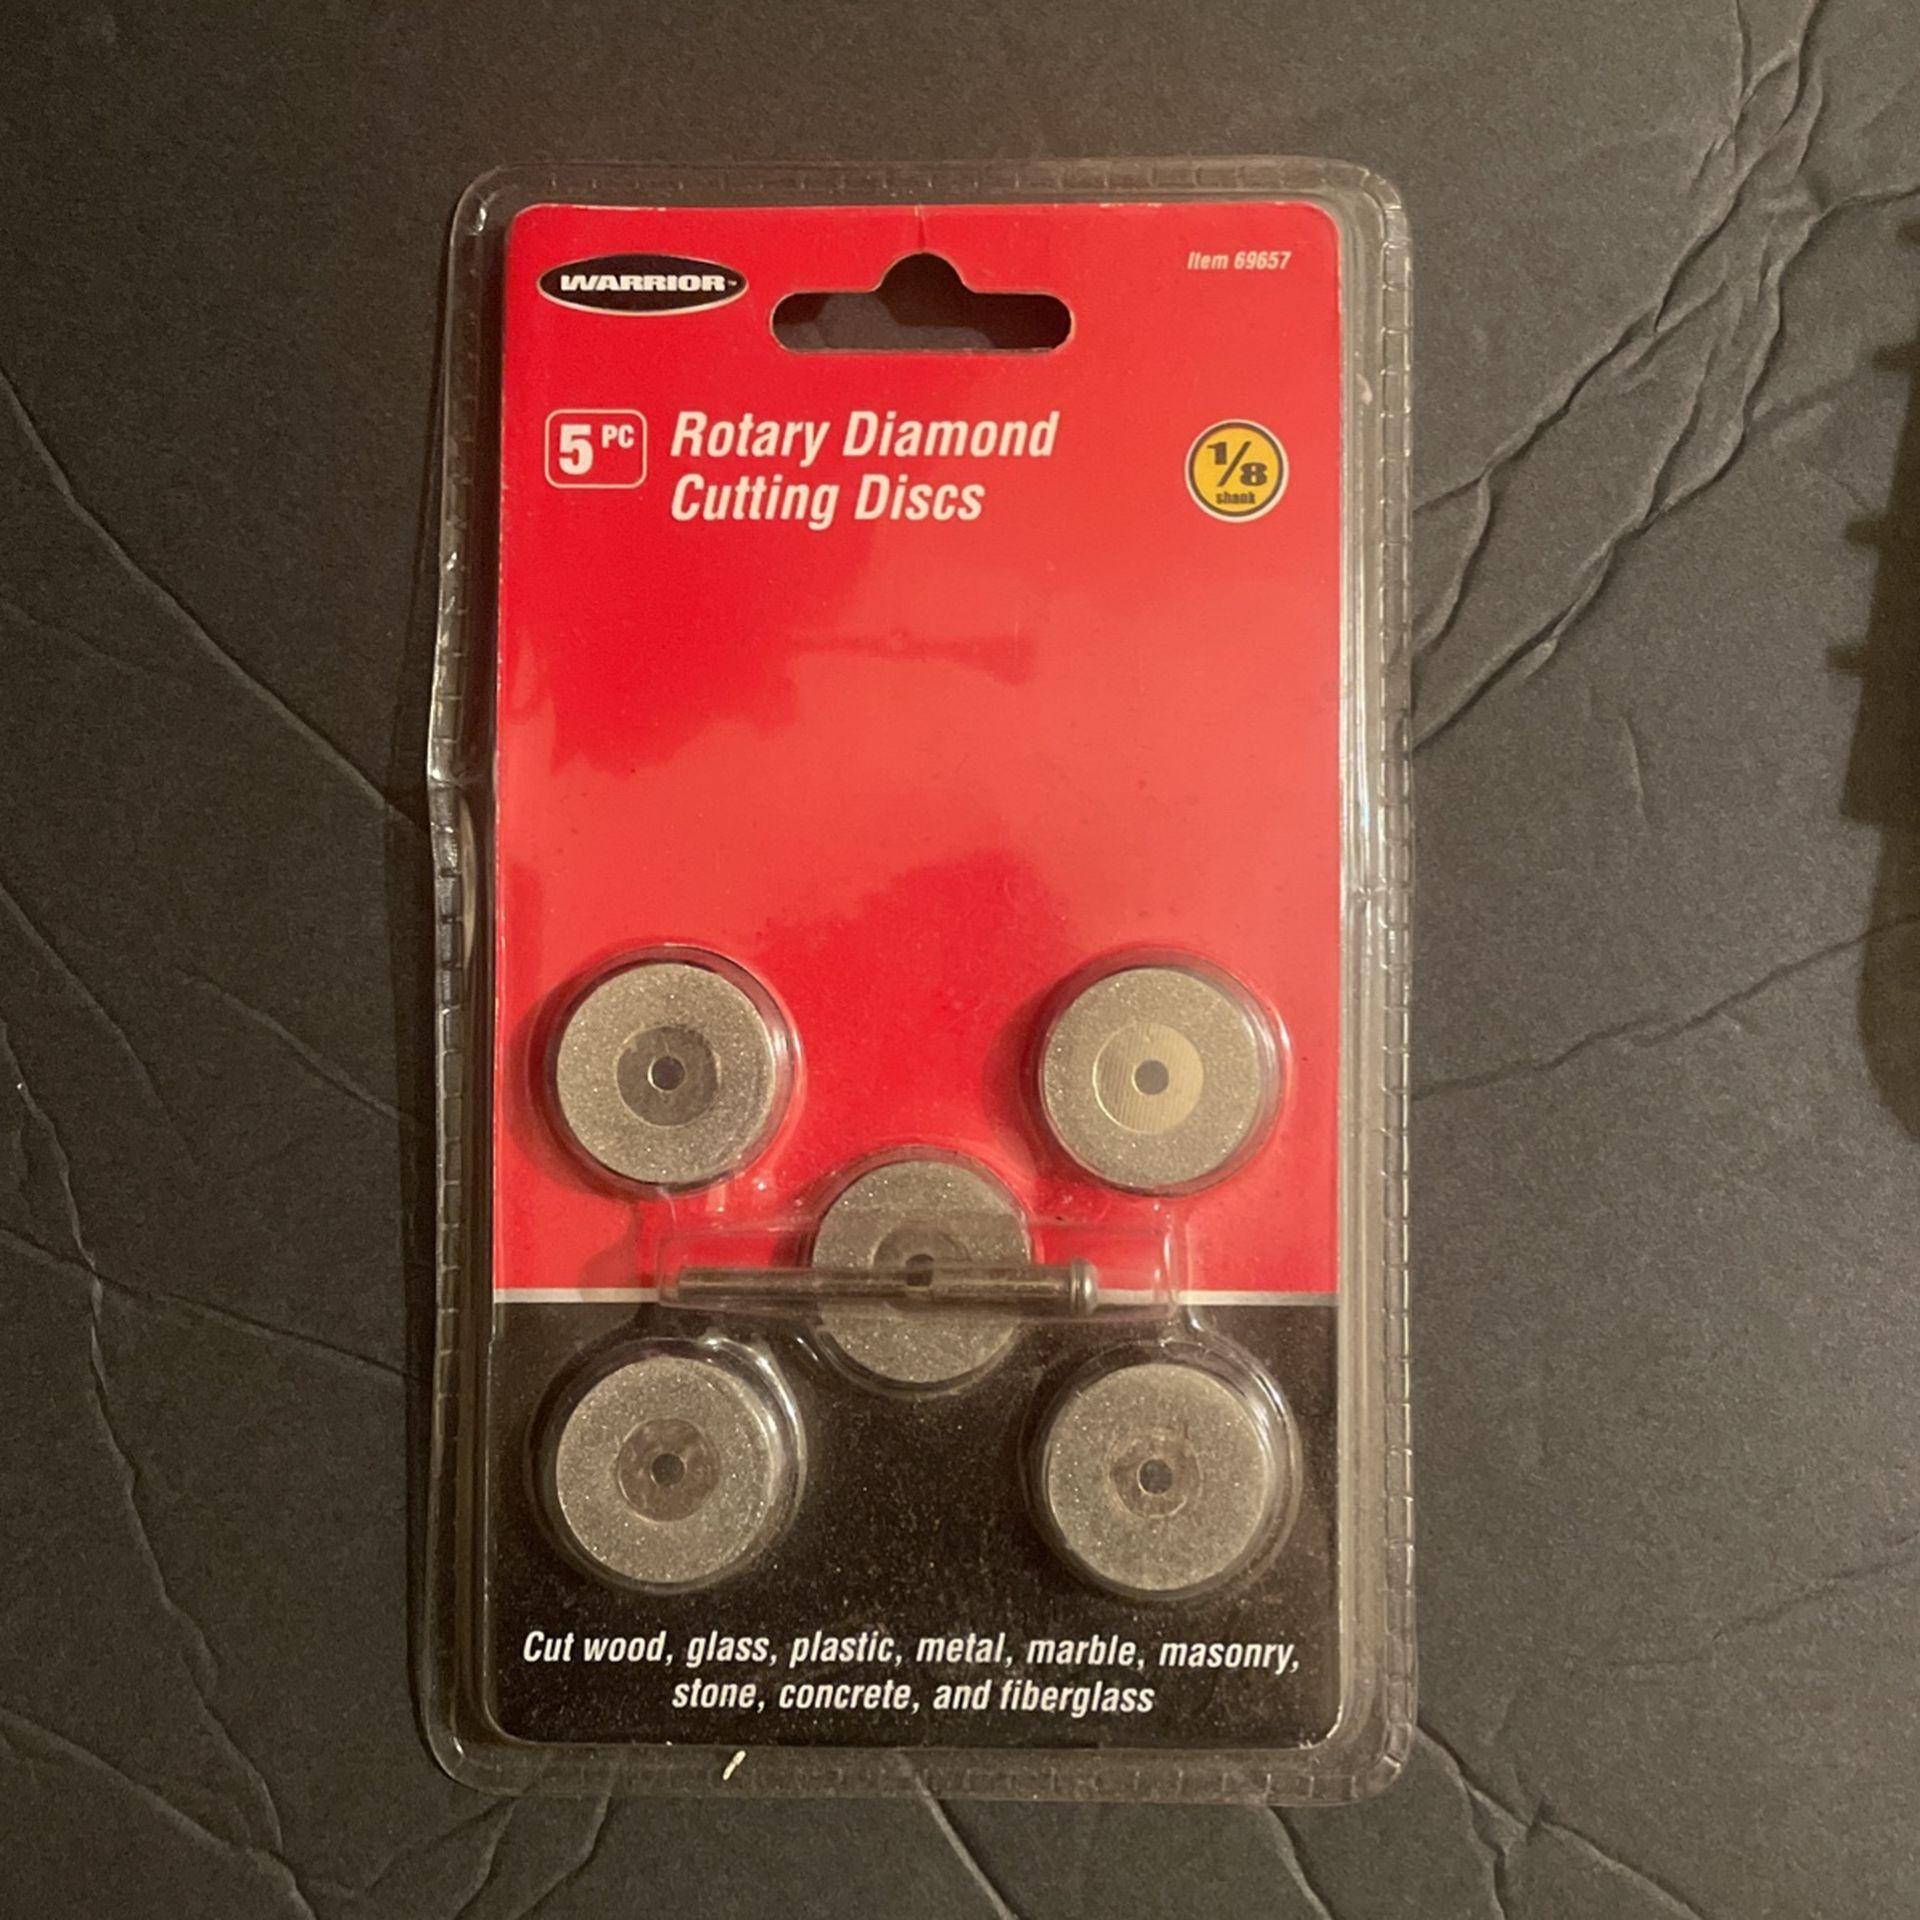 WARRIOR™
Item 69657
5 PC
Rotary Diamond
Cutting Discs
1/8
shank
Cut wood, glass, plastic, metal, marble, masonry,
stone, concrete, and fiberglass